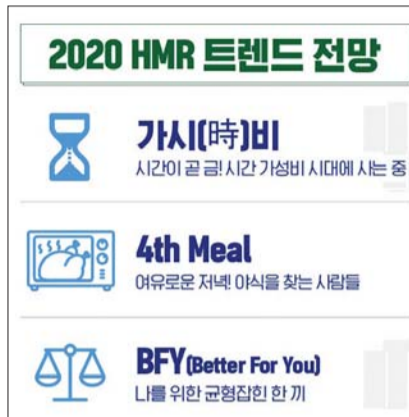 2020 HMR 트렌드 전망
가시(時)비
시간이 곧 금! 시간 가성비 시대에 사는 중
4th Meal
여유로운 저녁! 야식을 찾는 사람들
BFY(Better For You)
나를 위한 균형잡힌 한 끼